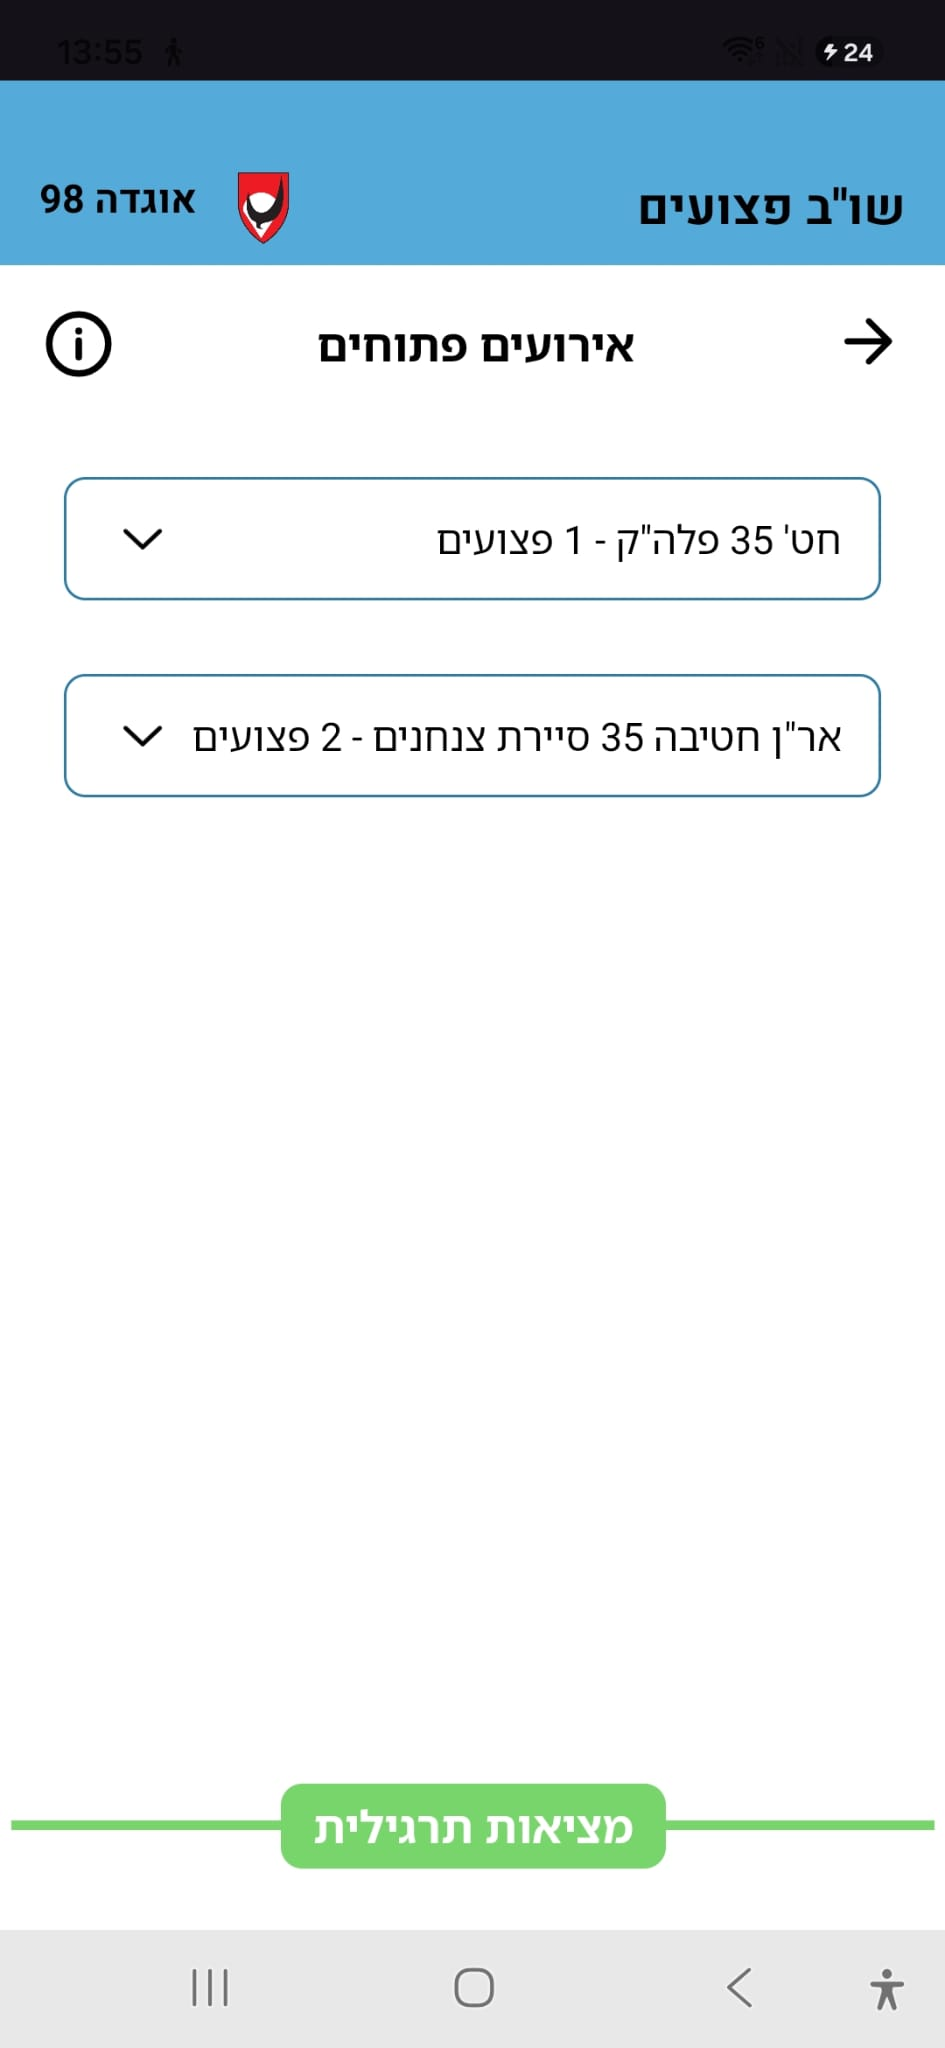 13:55
6
24
שו"ב פצועים
אוגדה 98
אירועים פתוחים
חט' 35 פלה"ק - 1 פצועים
אר"ן חטיבה 35 סיירת צנחנים - 2 פצועים
מציאות תרגילית